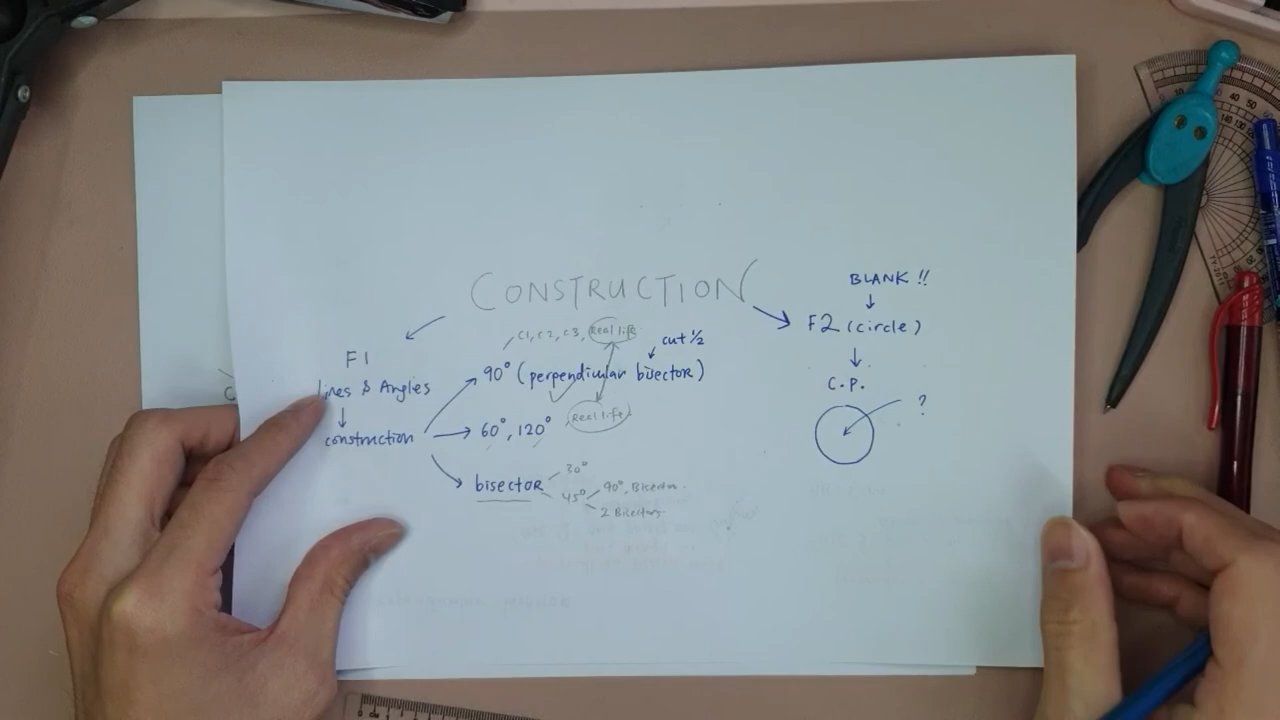 CONSTRUCTION
F1
Lines & Angles
construction
C1, C2, C3, Real life
cut 1/2
90° (perpendicular bisector)
Real life
60°, 120°
bisector
30°
45°
90°, Bisector
2 Bisectors
BLANK !!
F2 (circle)
C.P.
?